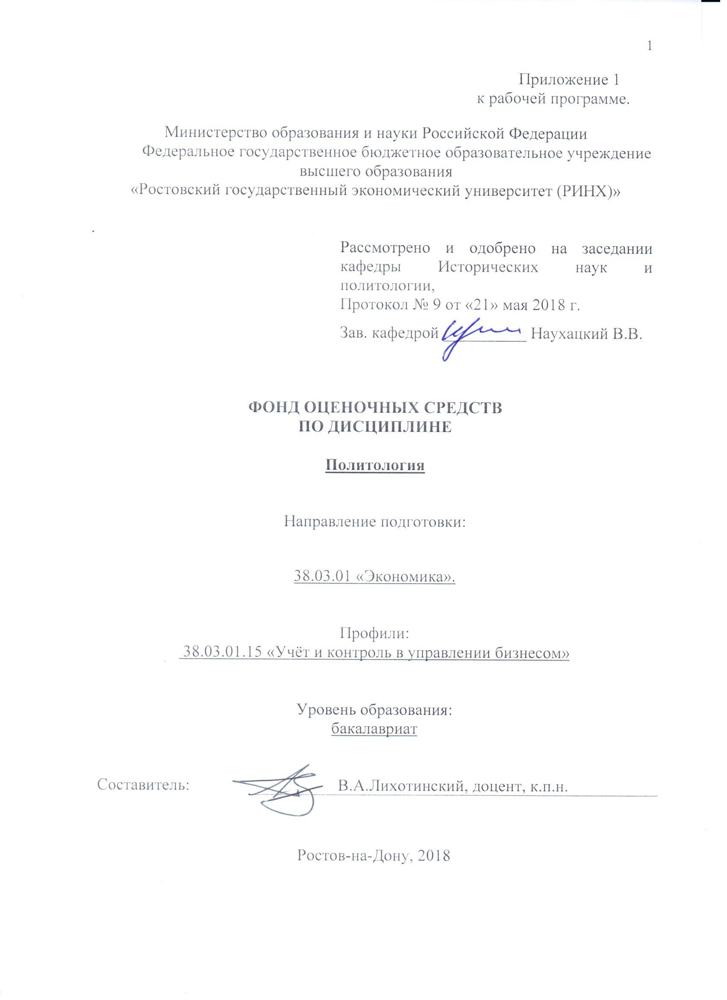 1
Приложение 1
к рабочей программе.
Министерство образования и науки Российской Федерации
Федеральное государственное бюджетное образовательное учреждение
высшего образования
«Ростовский государственный экономический университет (РИНХ)»
Рассмотрено и одобрено на заседании
кафедры Исторических наук и
политологии,
Протокол № 9 от «21» мая 2018 г.
Зав. кафедрой __________ Наухацкий В.В.
ФОНД ОЦЕНОЧНЫХ СРЕДСТВ
ПО ДИСЦИПЛИНЕ
Политология
Направление подготовки:
38.03.01 «Экономика».
Профили:
38.03.01.15 «Учёт и контроль в управлении бизнесом»
Уровень образования:
бакалавриат
Составитель: В.А.Лихотинский, доцент, к.п.н.
Ростов-на-Дону, 2018